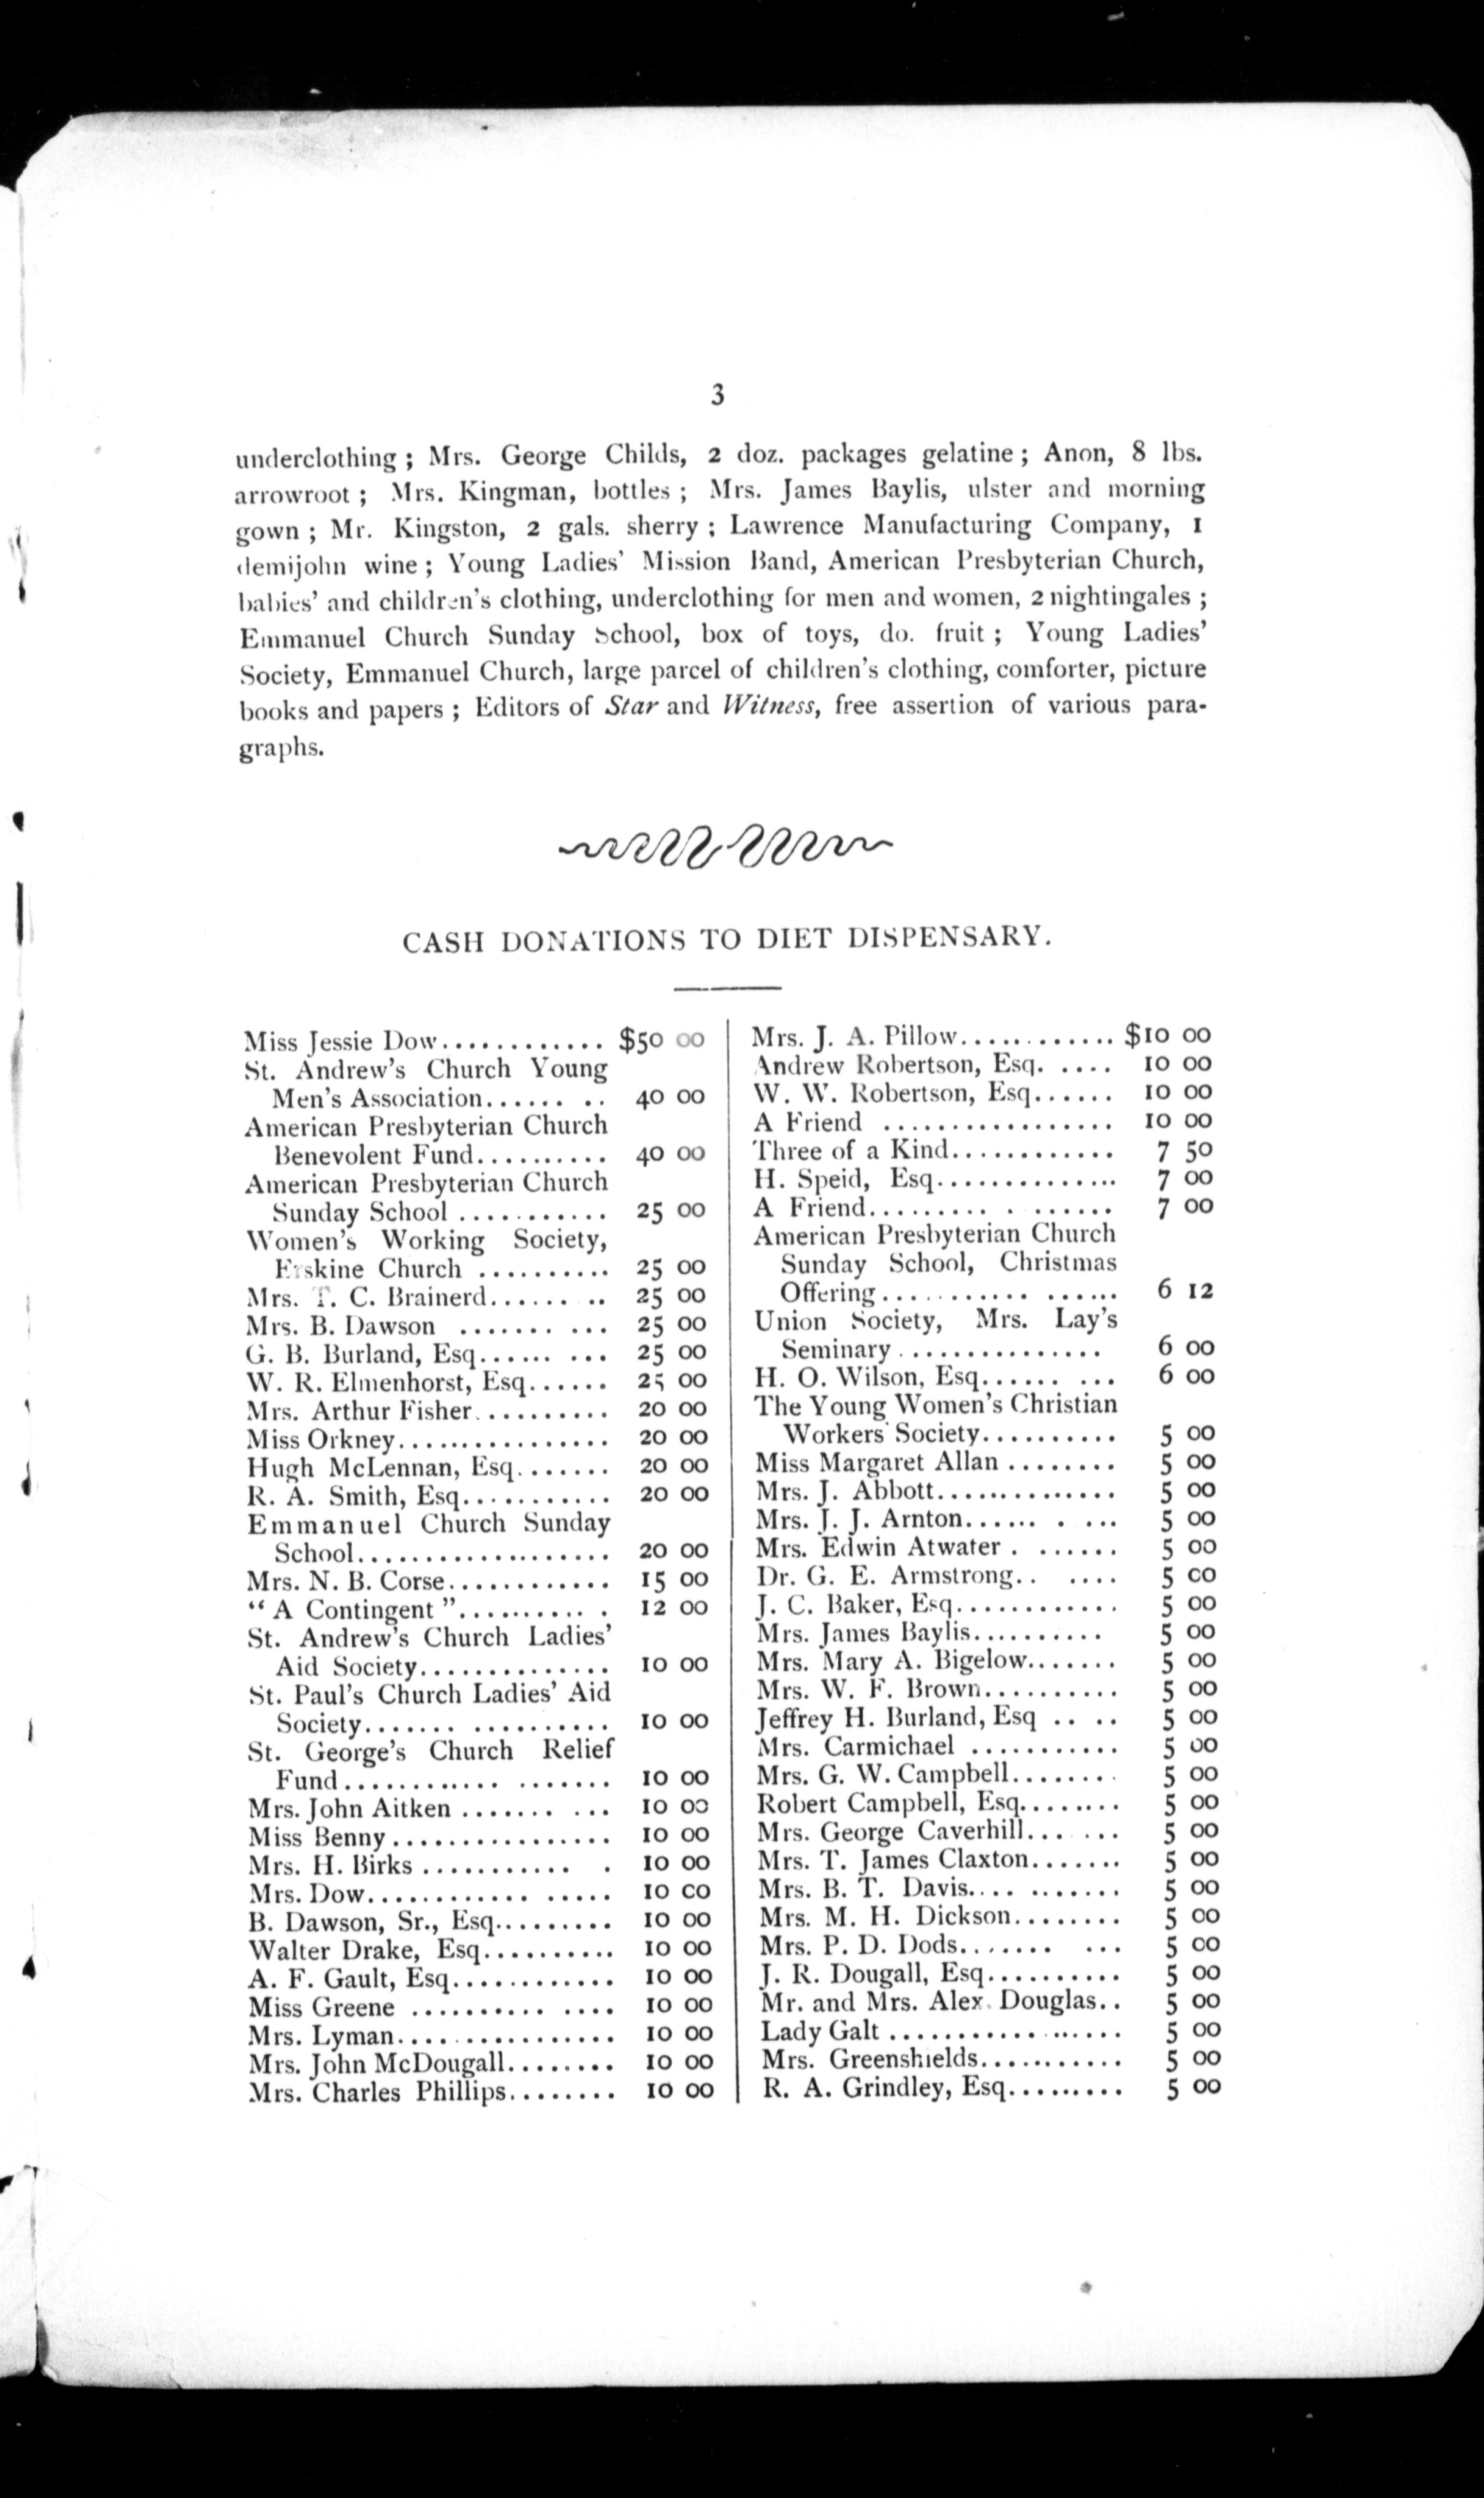 3
underclothing ; Mrs. George Childs, 2 doz. packages gelatine ; Anon, 8 lbs.
arrowroot ; Mrs. Kingman, bottles ; Mrs. James Baylis, ulster and morning
gown ; Mr. Kingston, 2 gals. sherry ; Lawrence Manufacturing Company, 1
demijohn wine ; Young Ladies' Mission Band, American Presbyterian Church,
babies' and children's clothing, underclothing for men and women, 2 nightingales ;
Emmanuel Church Sunday School, box of toys, do. fruit ; Young Ladies'
Society, Emmanuel Church, large parcel of children's clothing, comforter, picture
books and papers ; Editors of Star and Witness, free assertion of various para-
graphs.
CASH DONATIONS TO DIET DISPENSARY.
Miss Jessie Dow............ $50 00
St. Andrew's Church Young
Men's Association...... .. 40 00
American Presbyterian Church
Benevolent Fund.......... 40 00
American Presbyterian Church
Sunday School ........... 25 00
Women's Working Society,
Erskine Church .......... 25 00
Mrs. T. C. Brainerd....... .. 25 00
Mrs. B. Dawson ....... ... 25 00
G. B. Burland, Esq...... ... 25 00
W. R. Elmenhorst, Esq...... 25 00
Mrs. Arthur Fisher.......... 20 00
Miss Orkney................ 20 00
Hugh McLennan, Esq....... 20 00
R. A. Smith, Esq........... 20 00
Emmanuel Church Sunday
School................... 20 00
Mrs. N. B. Corse............ 15 00
“ A Contingent ”.......... . 12 00
St. Andrew's Church Ladies'
Aid Society.............. 10 00
St. Paul's Church Ladies' Aid
Society....... .......... 10 00
St. George's Church Relief
Fund............ ....... 10 00
Mrs. John Aitken ....... ... 10 00
Miss Benny................ 10 00
Mrs. H. Birks ........... . 10 00
Mrs. Dow............ ..... 10 00
B. Dawson, Sr., Esq......... 10 00
Walter Drake, Esq.......... 10 00
A. F. Gault, Esq............ 10 00
Miss Greene .......... .... 10 00
Mrs. Lyman................ 10 00
Mrs. John McDougall........ 10 00
Mrs. Charles Phillips........ 10 00
Mrs. J. A. Pillow............ $10 00
Andrew Robertson, Esq. .... 10 00
W. W. Robertson, Esq...... 10 00
A Friend ................. 10 00
Three of a Kind............ 7 50
H. Speid, Esq.............. 7 00
A Friend......... . ...... 7 00
American Presbyterian Church
Sunday School, Christmas
Offering........... ...... 6 12
Union Society, Mrs. Lay's
Seminary............... 6 00
H. O. Wilson, Esq...... ... 6 00
The Young Women's Christian
Workers' Society.......... 5 00
Miss Margaret Allan ........ 5 00
Mrs. J. Abbott.............. 5 00
Mrs. J. J. Arnton...... . ... 5 00
Mrs. Edwin Atwater . ...... 5 00
Dr. G. E. Armstrong.. .... 5 00
J. C. Baker, Esq............ 5 00
Mrs. James Baylis.......... 5 00
Mrs. Mary A. Bigelow....... 5 00
Mrs. W. F. Brown.......... 5 00
Jeffrey H. Burland, Esq .. .. 5 00
Mrs. Carmichael ........... 5 00
Mrs. G. W. Campbell........ 5 00
Robert Campbell, Esq........ 5 00
Mrs. George Caverhill... ... 5 00
Mrs. T. James Claxton....... 5 00
Mrs. B. T. Davis.... ....... 5 00
Mrs. M. H. Dickson........ 5 00
Mrs. P. D. Dods....... ... 5 00
J. R. Dougall, Esq.......... 5 00
Mr. and Mrs. Alex. Douglas.. 5 00
Lady Galt ................. 5 00
Mrs. Greenshields........... 5 00
R. A. Grindley, Esq......... 5 00